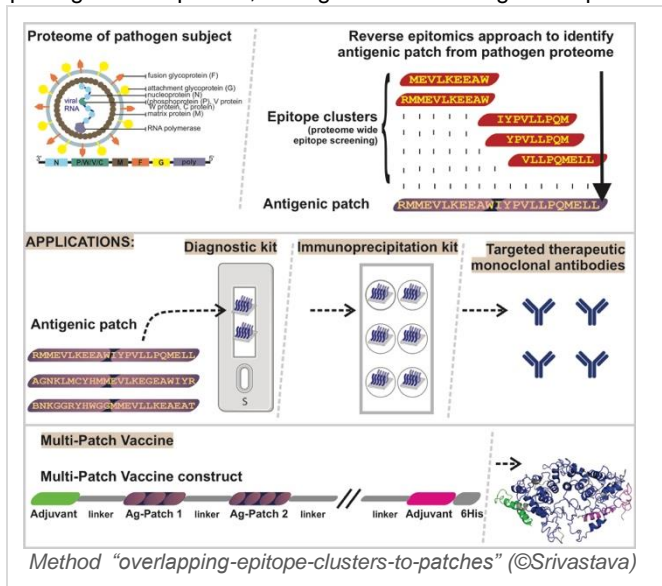 Proteome of pathogen subject
fusion glycoprotein (F)
attachment glycoprotein (G)
nucleoprotein (N)
phosphoprotein (P), V protein
W protein, C protein)
matrix protein (M)
RNA polymerase
viral
RNA
3'
5'
N P/W/V/C M F G poly
Reverse epitomics approach to identify
antigenic patch from pathogen proteome
MEVLKEEAW
RMMEVLKEEAW
Epitope clusters
(proteome wide
epitope screening)
IYPVLLPQM
YPVLLPQM
VLLPQMELL
Antigenic patch
RMMEVLKEEAWIYPVLLPQMELL
APPLICATIONS:
Diagnostic kit
Immunoprecipitation kit
Targeted therapeutic
monoclonal antibodies
Antigenic patch
RMMEVLKEEAWIYPVLLPQMELL
AGNKLMCYHMMEVLKEGEAWIYR
BNKGGRYHWGGMMEVLLKEAEAT
S
Multi-Patch Vaccine
Multi-Patch Vaccine construct
Adjuvant linker Ag-Patch 1 linker Ag-Patch 2 linker // linker Adjuvant 6His
Method "overlapping-epitope-clusters-to-patches" (©Srivastava)